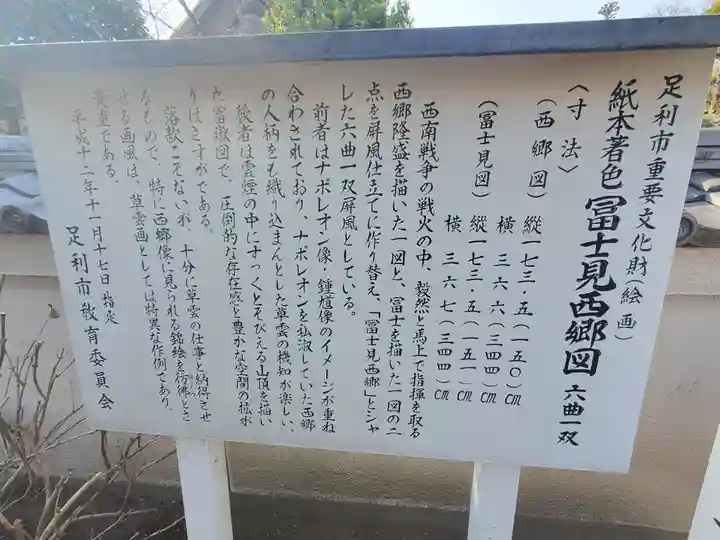 足利市重要文化財(絵画)
紙本著色 冨士見西郷図 六曲一双
〈寸法〉
(西郷図) 縦一七三・五(一五〇)㎝
横 三六六(三四四)㎝
(冨士見図) 縦一七三・五(一五一)㎝
横 三六七(三四四)㎝
西南戦争の戦火の中、毅然と馬上で指揮を取る
西郷隆盛を描いた一図と、冨士を描いた一図の二
点を屏風仕立てに作り替え、「冨士見西郷」とシャ
した六曲一双屏風としている。
前者はナポレオン像・鍾馗像のイメージが重ね
合わされており、ナポレオンを私淑していた西郷
の人柄をも織り込まんとした草雲の機知が楽しい。
後者は雲煙の中にすっくとそびえる山頂を描い
た冨嶽図で、圧倒的な存在感と豊かな空間の拡が
りはさすがである。
落款こそないが、十分に草雲の仕事と納得させ
るもので、特に西郷像に見られる錦絵を彷彿とさ
せる画風は、草雲画としては特異な作例であり、
貴重である。
平成十二年十一月十七日 指定
足利市教育委員会